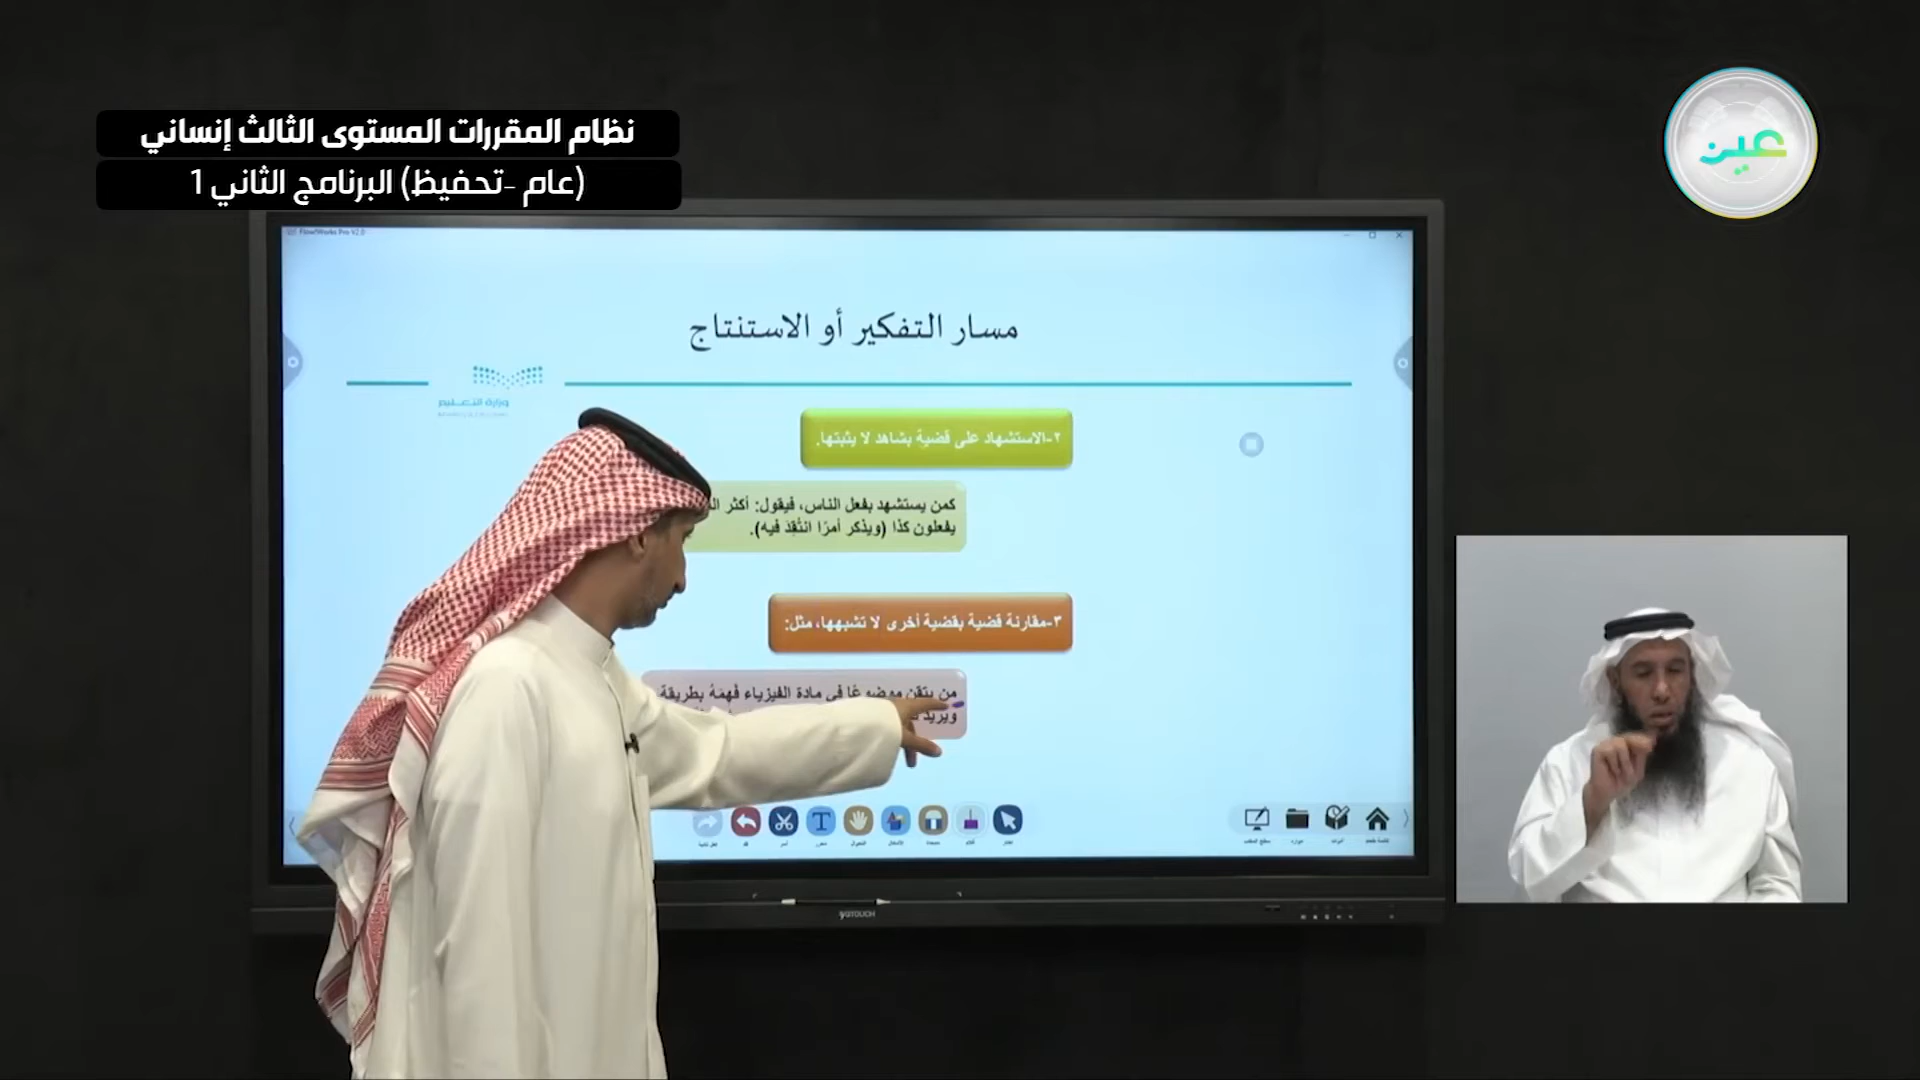 نظام المقررات المستوى الثالث إنساني
(عام -تحفيظ) البرنامج الثاني 1
عين
مسار التفكير أو الاستنتاج
وزارة التعليم
٢-الاستشهاد على قضية بشاهد لا يثبتها.
كمن يستشهد بفعل الناس، فيقول: أكثر
يفعلون كذا (ويذكر أمرًا انتُقِدَ فيه).
٣-مقارنة قضية بقضية أخرى لا تشبهها، مثل:
من يتقن موضوعًا في مادة الفيزياء فَهِمَهُ بطريقة
ويريد